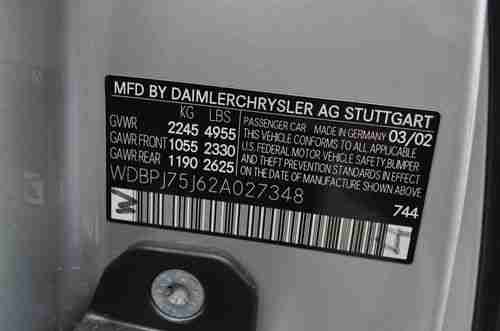 MFD BY DAIMLERCHRYSLER AG STUTTGART
KG LBS
GVWR 2245 4955
GAWR FRONT 1055 2330
GAWR REAR 1190 2625
PASSENGER CAR MADE IN GERMANY 03/02
THIS VEHICLE CONFORMS TO ALL APPLICABLE
U.S. FEDERAL MOTOR VEHICLE SAFETY, BUMPER
AND THEFT PREVENTION STANDARDS IN EFFECT
ON THE DATE OF MANUFACTURE SHOWN ABOVE
WDBPJ75J62A027348
744